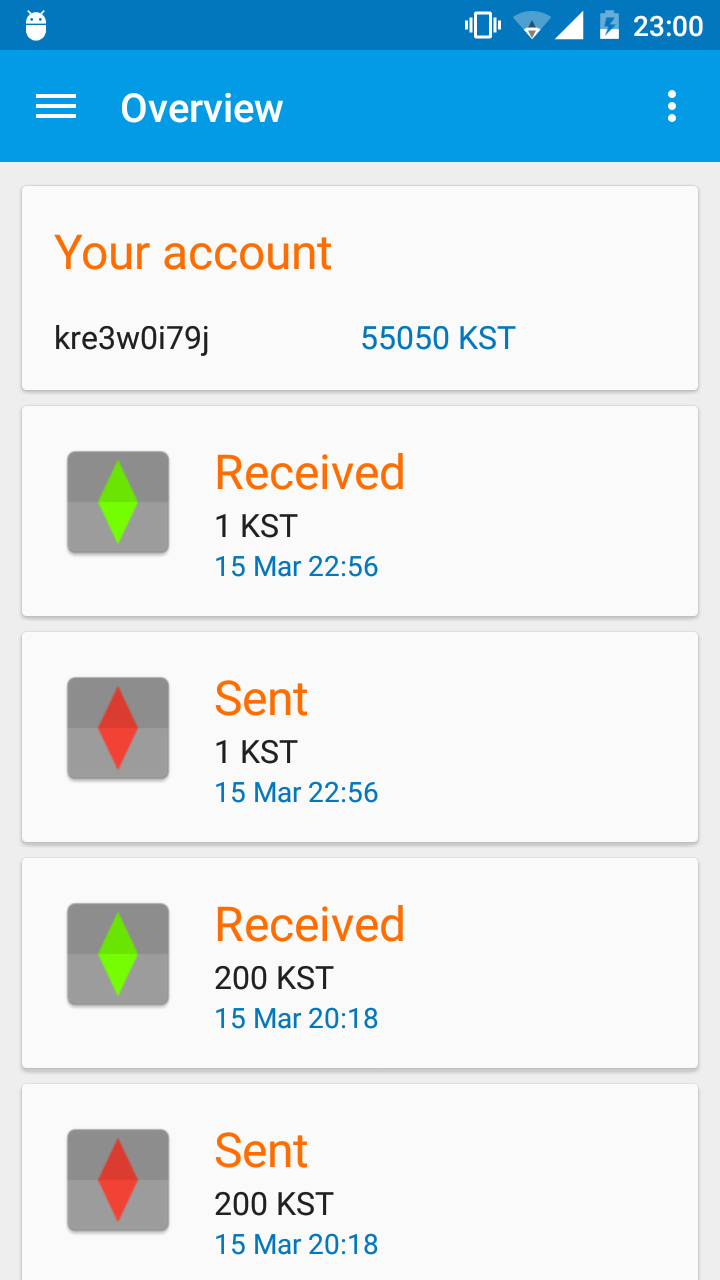 23:00
Overview
Your account
kre3w0i79j 55050 KST
Received
1 KST
15 Mar 22:56
Sent
1 KST
15 Mar 22:56
Received
200 KST
15 Mar 20:18
Sent
200 KST
15 Mar 20:18